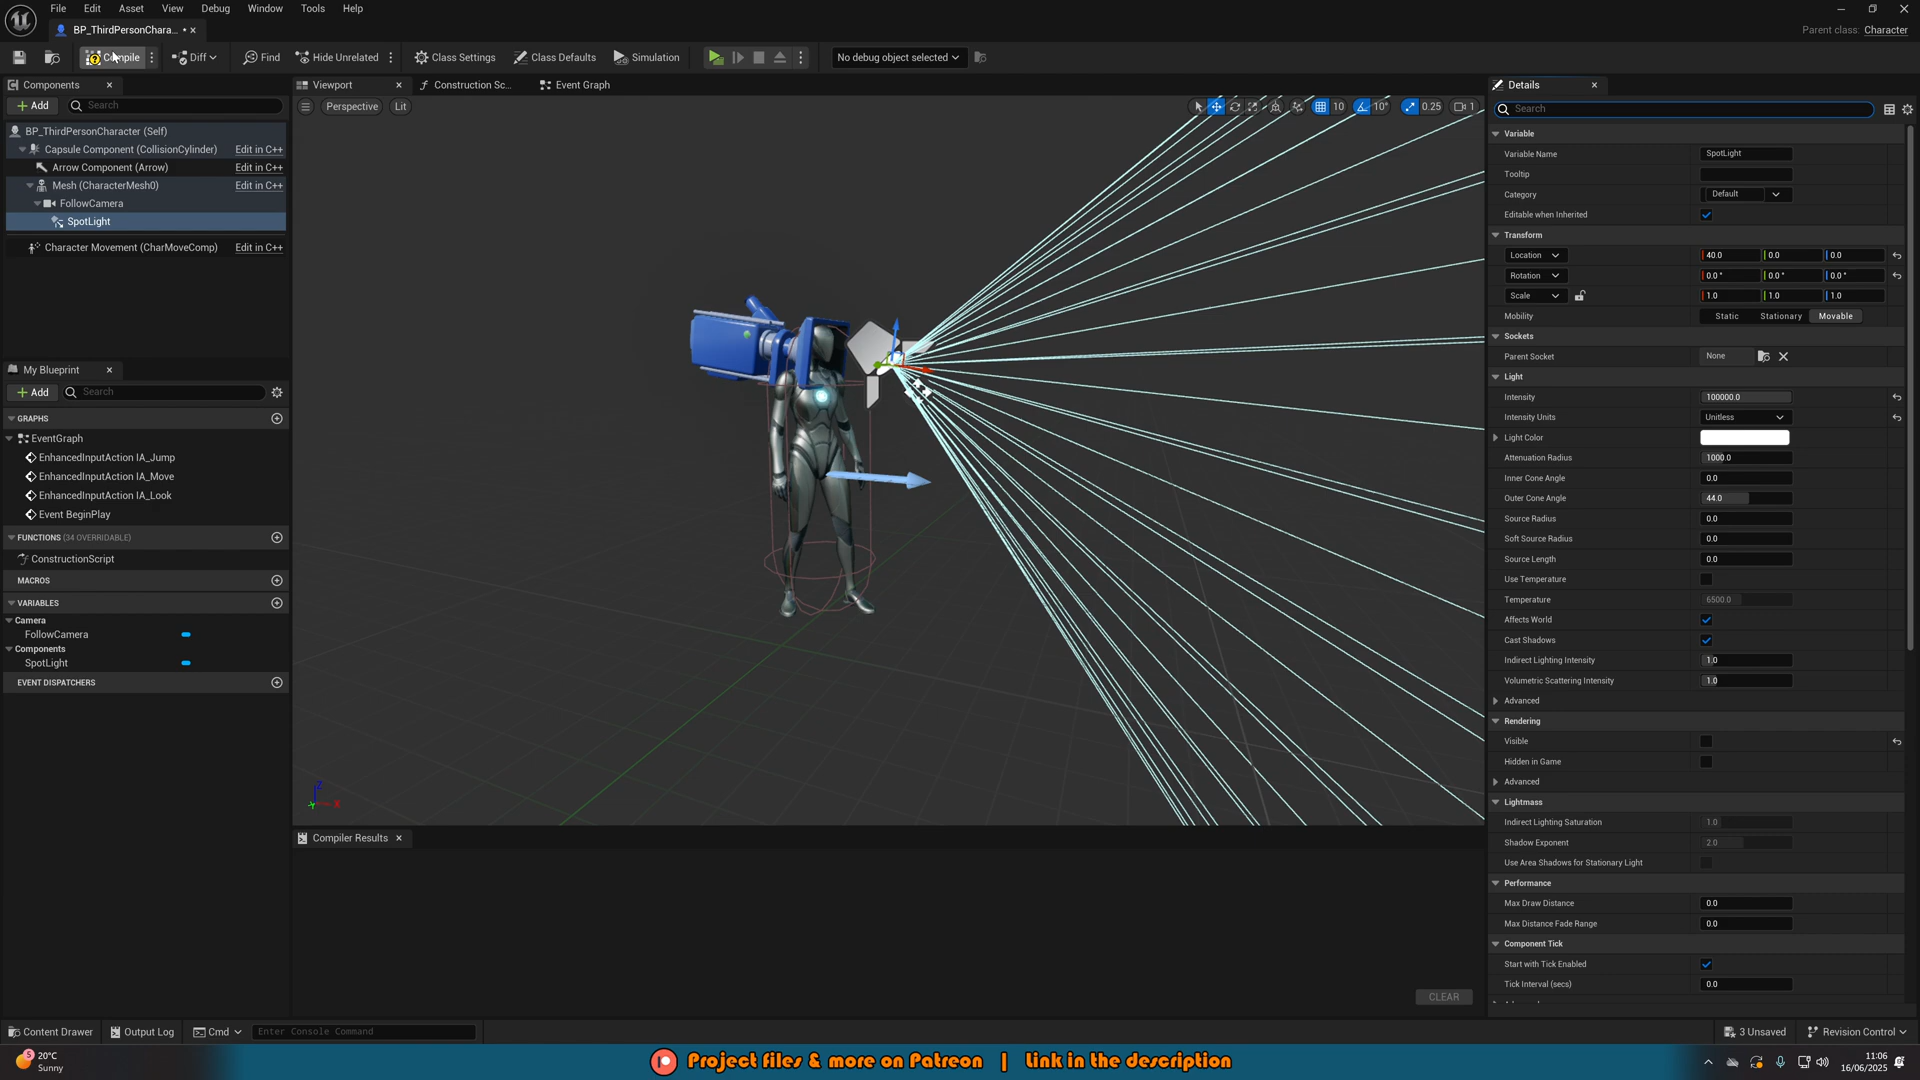 File Edit Asset View Debug Window Tools Help
BP_ThirdPersonChara...
Parent class: Character
Compile Diff Find Hide Unrelated Class Settings Class Defaults Simulation No debug object selected
Components
Add Search
BP_ThirdPersonCharacter (Self)
Capsule Component (CollisionCylinder) Edit in C++
Arrow Component (Arrow) Edit in C++
Mesh (CharacterMesh0) Edit in C++
FollowCamera
SpotLight
Character Movement (CharMoveComp) Edit in C++
My Blueprint
Add Search
GRAPHS
EventGraph
EnhancedInputAction IA_Jump
EnhancedInputAction IA_Move
EnhancedInputAction IA_Look
Event BeginPlay
FUNCTIONS (34 OVERRIDABLE)
ConstructionScript
MACROS
VARIABLES
Camera
FollowCamera
Components
SpotLight
EVENT DISPATCHERS
Viewport Construction Sc... Event Graph
Perspective Lit
10 10° 0.25 1
Z
X
Compiler Results
CLEAR
Details
Search
Variable
Variable Name SpotLight
Tooltip
Category Default
Editable when Inherited
Transform
Location 40.0 0.0 0.0
Rotation 0.0° 0.0° 0.0°
Scale 1.0 1.0 1.0
Mobility Static Stationary Movable
Sockets
Parent Socket None
Light
Intensity 100000.0
Intensity Units Unitless
Light Color
Attenuation Radius 1000.0
Inner Cone Angle 0.0
Outer Cone Angle 44.0
Source Radius 0.0
Soft Source Radius 0.0
Source Length 0.0
Use Temperature
Temperature 6500.0
Affects World
Cast Shadows
Indirect Lighting Intensity 1.0
Volumetric Scattering Intensity 1.0
Advanced
Rendering
Visible
Hidden in Game
Advanced
Lightmass
Indirect Lighting Saturation 1.0
Shadow Exponent 2.0
Use Area Shadows for Stationary Light
Performance
Max Draw Distance 0.0
Max Distance Fade Range 0.0
Component Tick
Start with Tick Enabled
Tick Interval (secs) 0.0
Content Drawer Output Log Cmd Enter Console Command 3 Unsaved Revision Control
5
20°C
Sunny
Project files & more on Patreon | Link in the description
11:06
16/06/2025